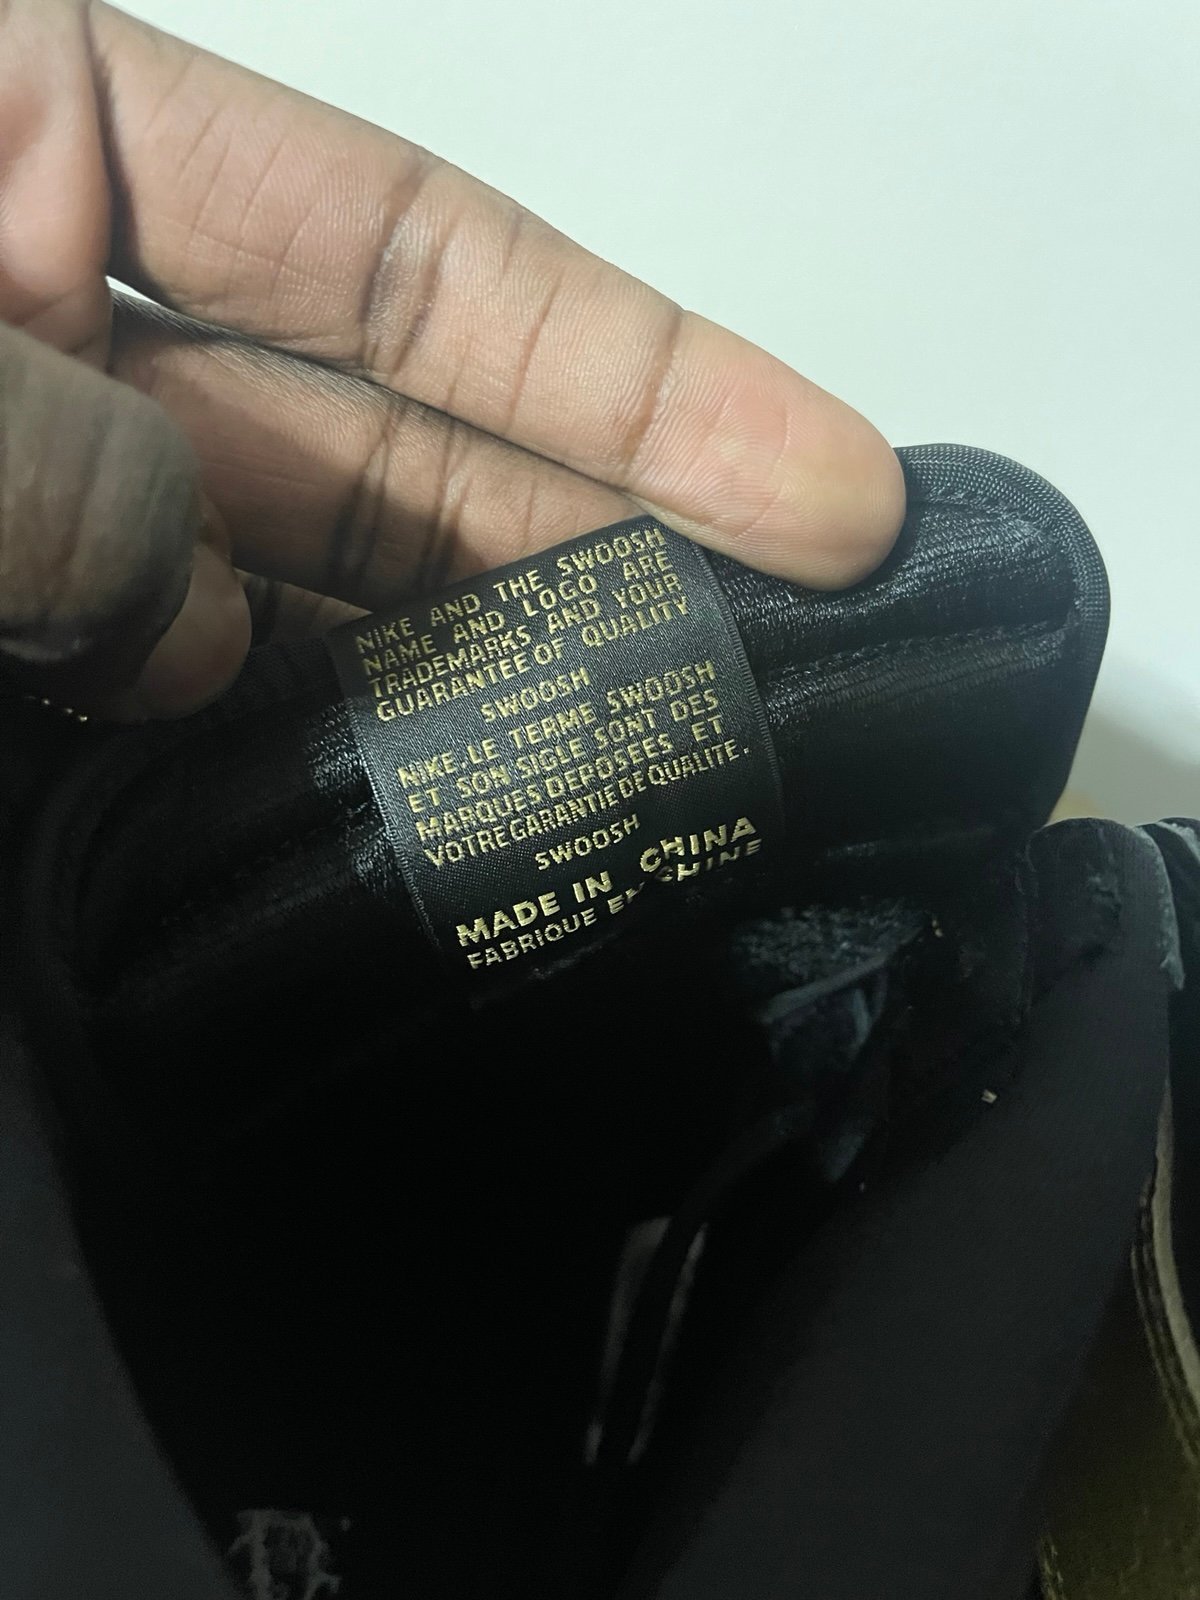 NIKE AND THE SWOOSH
NAME AND LOGO ARE
TRADEMARKS AND YOUR
GUARANTEE OF QUALITY
SWOOSH
NIKE LE TERME SWOOSH
ET SON SIGLE SONT DES
MARQUES DEPOSEES ET
VOTRE GARANTIE DE QUALITE.
SWOOSH
MADE IN CHINA
FABRIQUE EN CHINE